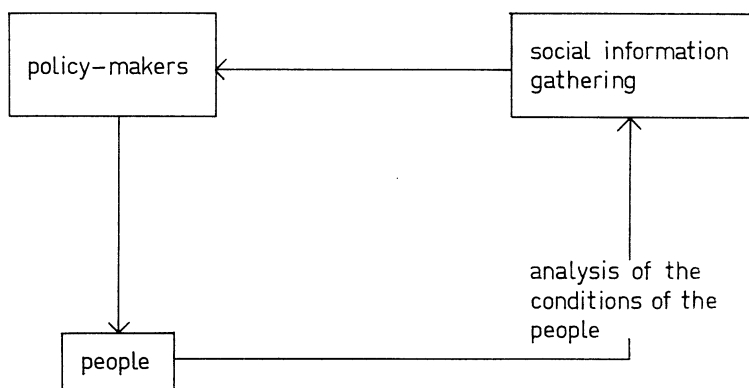 policy-makers
social information
gathering
analysis of the
conditions of the
people
people